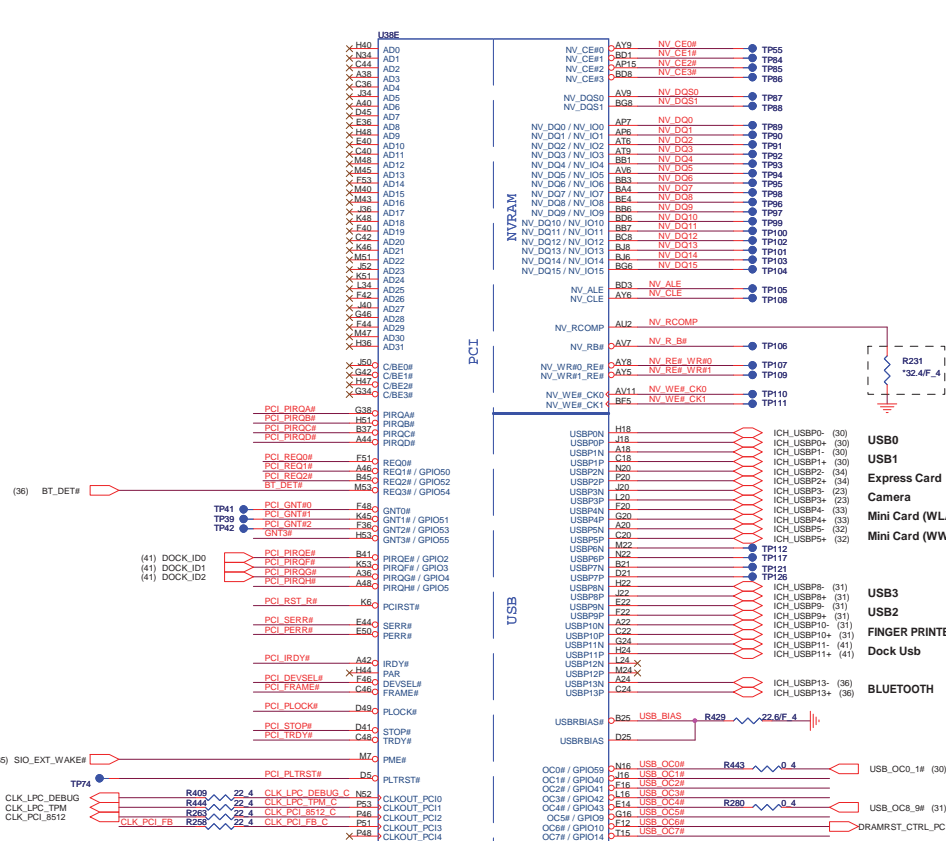 U38E
H40 AD0 NV_CE#0 AY9 NV_CE0# TP55
N34 AD1 NV_CE#1 BD1 NV_CE1# TP84
C44 AD2 NV_CE#2 AP15 NV_CE2# TP85
A38 AD3 NV_CE#3 BD8 NV_CE3# TP86
C36 AD4
J34 AD5 NV_DQS0 AV9 NV_DQS0 TP87
A40 AD6 NV_DQS1 BG8 NV_DQS1 TP88
D45 AD7
E36 AD8 NV_DQ0 / NV_IO0 AP7 NV_DQ0 TP89
H48 AD9 NV_DQ1 / NV_IO1 AP6 NV_DQ1 TP90
E40 AD10 NV_DQ2 / NV_IO2 AT6 NV_DQ2 TP91
C40 AD11 NV_DQ3 / NV_IO3 AT9 NV_DQ3 TP92
M48 AD12 NV_DQ4 / NV_IO4 BB1 NV_DQ4 TP93
M45 AD13 NV_DQ5 / NV_IO5 AV6 NV_DQ5 TP94
F53 AD14 NV_DQ6 / NV_IO6 BB3 NV_DQ6 TP95
M40 AD15 NV_DQ7 / NV_IO7 BA4 NV_DQ7 TP98
M43 AD16 NV_DQ8 / NV_IO8 BE4 NV_DQ8 TP96
J36 AD17 NV_DQ9 / NV_IO9 BB6 NV_DQ9 TP97
K48 AD18 NV_DQ10 / NV_IO10 BD6 NV_DQ10 TP99
F40 AD19 NV_DQ11 / NV_IO11 BB7 NV_DQ11 TP100
C42 AD20 NV_DQ12 / NV_IO12 BC8 NV_DQ12 TP102
K46 AD21 NV_DQ13 / NV_IO13 BJ8 NV_DQ13 TP101
M51 AD22 NV_DQ14 / NV_IO14 BJ6 NV_DQ14 TP103
J52 AD23 NV_DQ15 / NV_IO15 BG6 NV_DQ15 TP104
K51 AD24
L34 AD25 NV_ALE BD3 NV_ALE TP105
F42 AD26 NV_CLE AY6 NV_CLE TP108
J40 AD27
G46 AD28
F44 AD29 NV_RCOMP AU2 NV_RCOMP
M47 AD30
H36 AD31 NV_RB# AV7 NV_R_B# TP106
NVRAM
PCI
J50 C/BE0# NV_WR#0_RE# AY8 NV_RE#_WR#0 TP107
G42 C/BE1# NV_WR#1_RE# AY5 NV_RE#_WR#1 TP109
H47 C/BE2#
G34 C/BE3# NV_WE#_CK0 AV11 NV_WE#_CK0 TP110
NV_WE#_CK1 BF5 NV_WE#_CK1 TP111
R231
*32.4/F_4
PCI_PIRQA# G38 PIRQA#
PCI_PIRQB# H51 PIRQB#
PCI_PIRQC# B37 PIRQC#
PCI_PIRQD# A44 PIRQD#
USBP0N H18 ICH_USBP0- (30)
USBP0P J18 ICH_USBP0+ (30) USB0
USBP1N A18 ICH_USBP1- (30)
USBP1P C18 ICH_USBP1+ (30) USB1
USBP2N N20 ICH_USBP2- (34)
USBP2P P20 ICH_USBP2+ (34) Express Card
USBP3N J20 ICH_USBP3- (23)
USBP3P L20 ICH_USBP3+ (23) Camera
USBP4N F20 ICH_USBP4- (33)
USBP4P G20 ICH_USBP4+ (33) Mini Card (WL
USBP5N A20 ICH_USBP5- (32)
USBP5P C20 ICH_USBP5+ (32) Mini Card (WW
USBP6N M22 TP112
USBP6P N22 TP117
USBP7N B21 TP121
USBP7P D21 TP126
USBP8N H22 ICH_USBP8- (31)
USBP8P J22 ICH_USBP8+ (31) USB3
USBP9N E22 ICH_USBP9- (31)
USBP9P F22 ICH_USBP9+ (31) USB2
USBP10N A22 ICH_USBP10- (31)
USBP10P C22 ICH_USBP10+ (31) FINGER PRINTE
USBP11N G24 ICH_USBP11- (41)
USBP11P H24 ICH_USBP11+ (41) Dock Usb
USBP12N L24
USBP12P M24
USBP13N A24 ICH_USBP13- (36)
USBP13P C24 ICH_USBP13+ (36) BLUETOOTH
USB
PCI_REQ0# F51 REQ0#
PCI_REQ1# A46 REQ1# / GPIO50
PCI_REQ2# B45 REQ2# / GPIO52
(36) BT_DET# BT_DET# M53 REQ3# / GPIO54
TP41 PCI_GNT#0 F48 GNT0#
TP39 PCI_GNT#1 K45 GNT1# / GPIO51
TP42 PCI_GNT#2 F36 GNT2# / GPIO53
GNT3# H53 GNT3# / GPIO55
(41) DOCK_ID0 PCI_PIRQE# B41 PIRQE# / GPIO2
(41) DOCK_ID1 PCI_PIRQF# K53 PIRQF# / GPIO3
(41) DOCK_ID2 PCI_PIRQG# A36 PIRQG# / GPIO4
PCI_PIRQH# A48 PIRQH# / GPIO5
PCI_RST_R# K6 PCIRST#
PCI_SERR# E44 SERR#
PCI_PERR# E50 PERR#
PCI_IRDY# A42 IRDY#
H44 PAR
PCI_DEVSEL# F46 DEVSEL#
PCI_FRAME# C46 FRAME#
PCI_PLOCK# D49 PLOCK#
PCI_STOP# D41 STOP#
PCI_TRDY# C48 TRDY#
USBRBIAS# B25 USB_BIAS R429 22.6/F_4
USBRBIAS D25
5) SIO_EXT_WAKE# M7 PME#
TP74 PCI_PLTRST# D5 PLTRST#
CLK_LPC_DEBUG R409 22_4 CLK_LPC_DEBUG_C N52 CLKOUT_PCI0
CLK_LPC_TPM R444 22_4 CLK_LPC_TPM_C P53 CLKOUT_PCI1
CLK_PCI_8512 R263 22_4 CLK_PCI_8512_C P46 CLKOUT_PCI2
CLK_PCI_FB R258 22_4 CLK_PCI_FB_C P51 CLKOUT_PCI3
P48 CLKOUT_PCI4
OC0# / GPIO59 N16 USB_OC0# R443 0_4 USB_OC0_1# (30)
OC1# / GPIO40 J16 USB_OC1#
OC2# / GPIO41 F16 USB_OC2#
OC3# / GPIO42 L16 USB_OC3#
OC4# / GPIO43 E14 USB_OC4# R280 0_4 USB_OC8_9# (31)
OC5# / GPIO9 G16 USB_OC5#
OC6# / GPIO10 F12 USB_OC6# DRAMRST_CTRL_PC
OC7# / GPIO14 T15 USB_OC7#